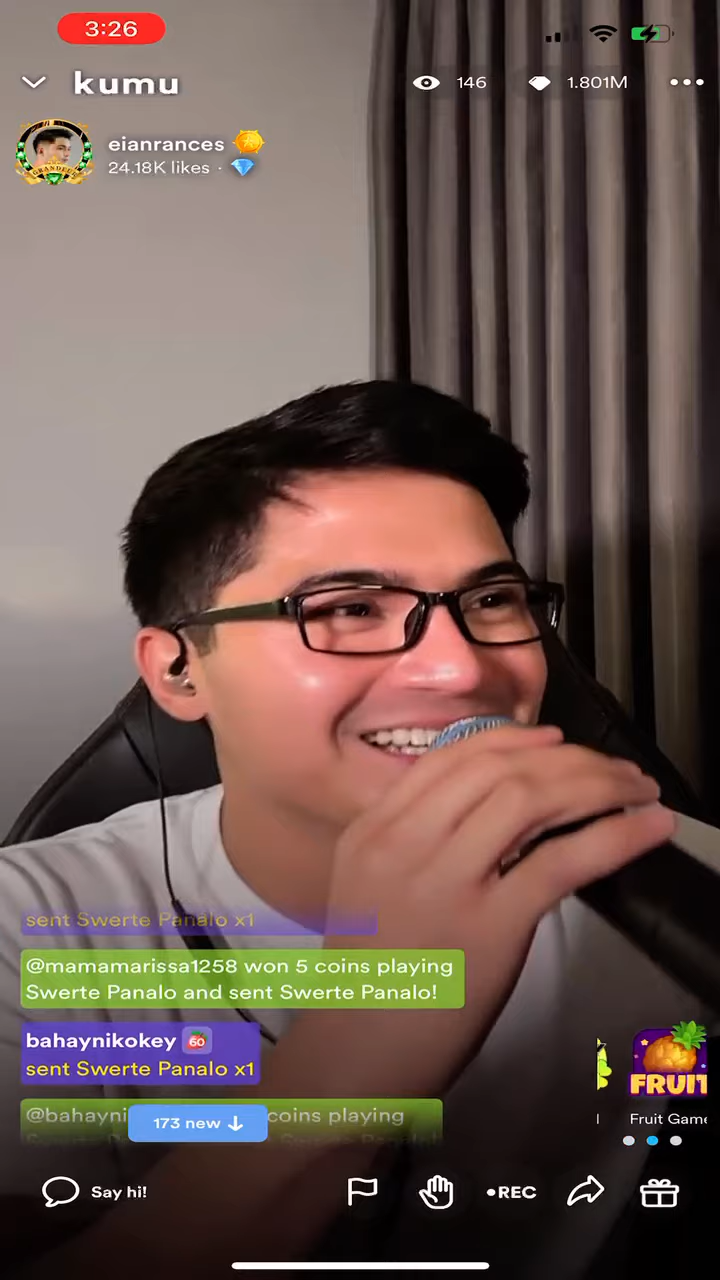 3:26
kumu
146
1.801M
eianrances
24.18K likes ·
GRANDEUR
sent Swerte Panalo x1
@mamamarissa1258 won 5 coins playing
Swerte Panalo and sent Swerte Panalo!
bahaynikokey 60
sent Swerte Panalo x1
@bahayni
coins playing
173 new ↓
FRUIT
Fruit Game
Say hi!
•REC